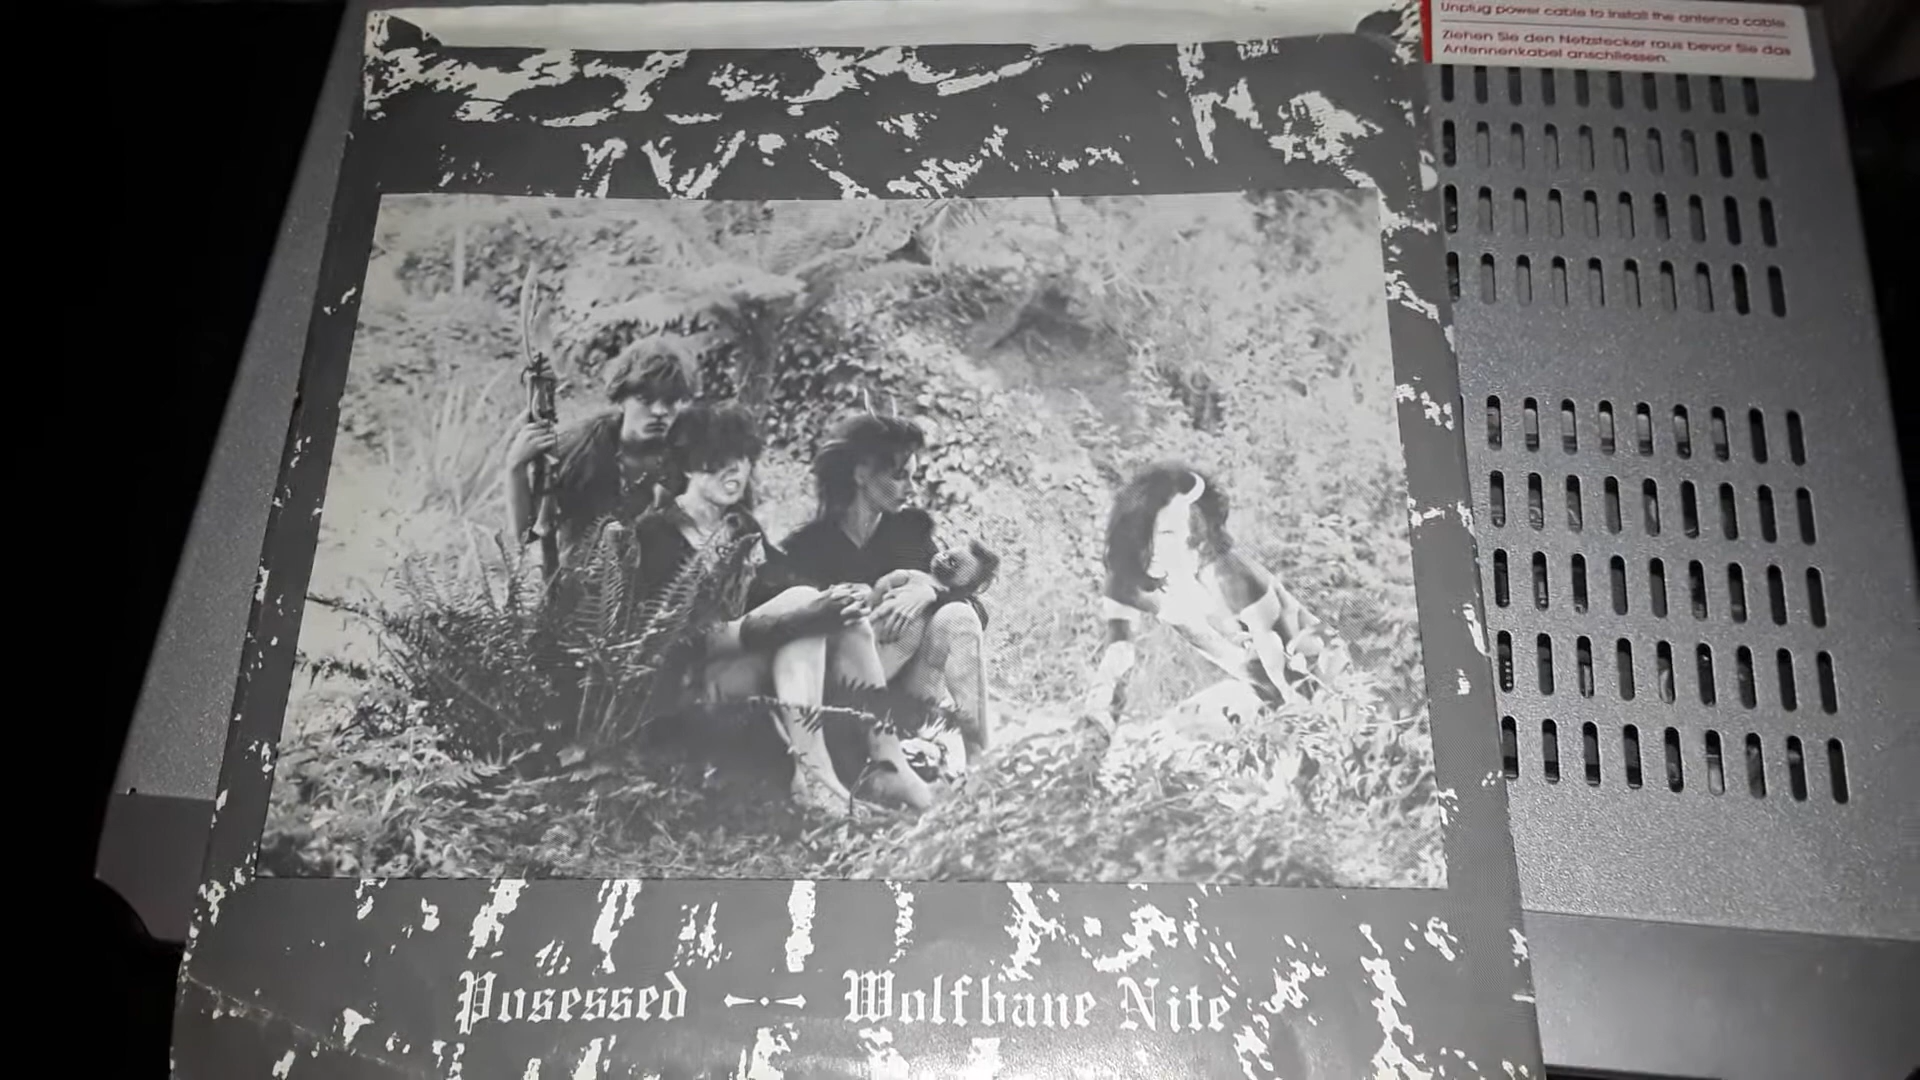 Unplug power cable to install the antenna cable.
Ziehen Sie den Netzstecker raus bevor Sie das
Antennenkabel anschliessen.
Posessed Wolfbane Nite